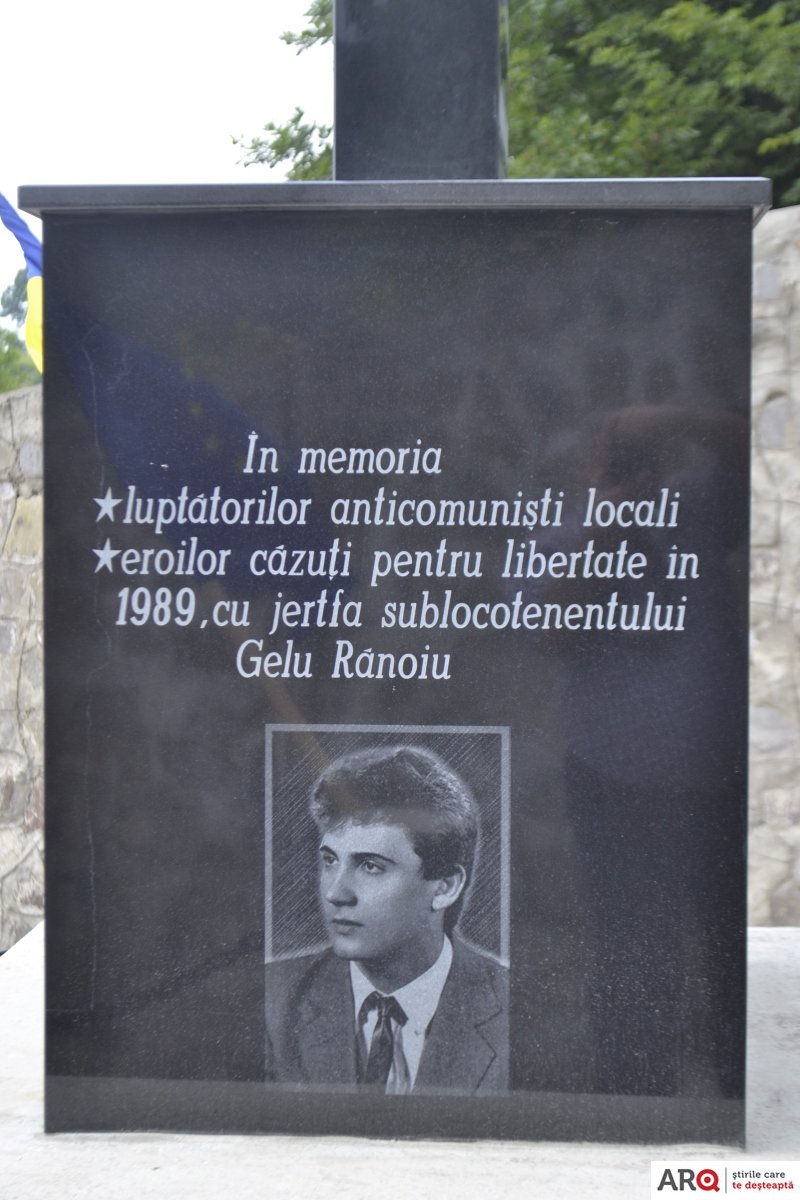 În memoria
★luptătorilor anticomuniști locali
★eroilor căzuți pentru libertate în
1989,cu jertfa sublocotenentului
Gelu Rănoiu
ARQ știrile care
te deșteaptă